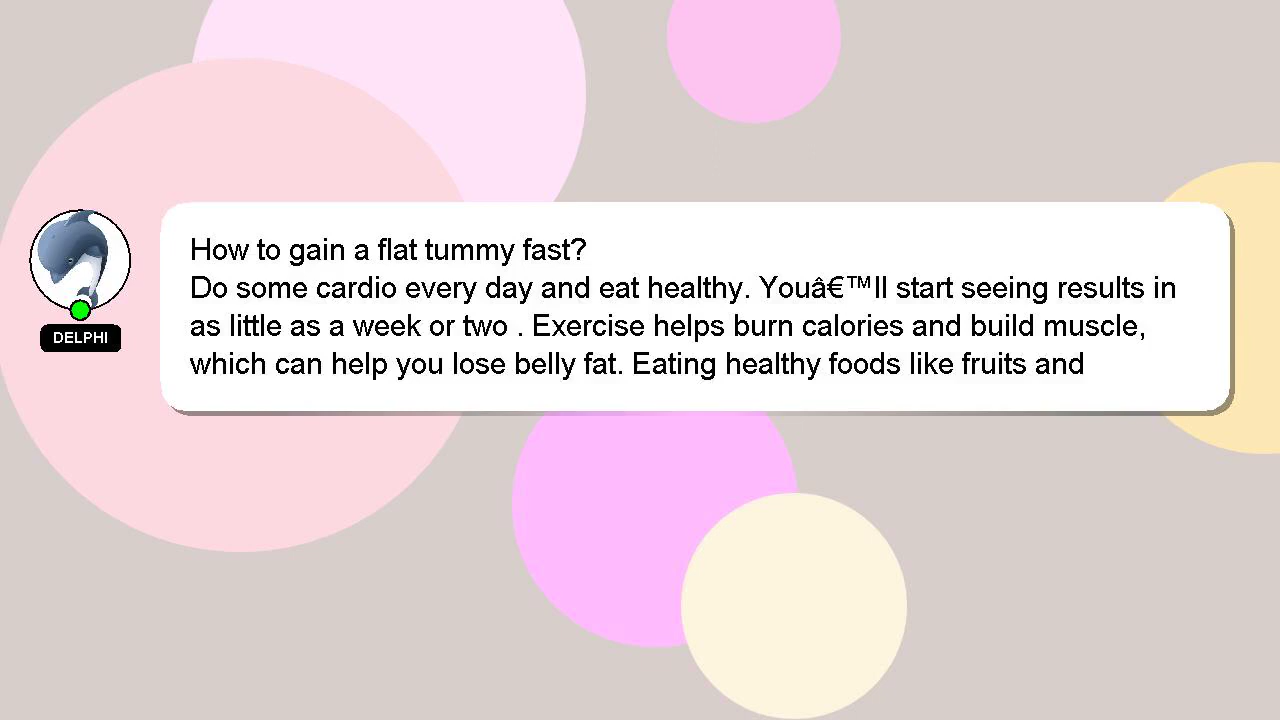 How to gain a flat tummy fast?
Do some cardio every day and eat healthy. Youâ€™ll start seeing results in
as little as a week or two . Exercise helps burn calories and build muscle,
which can help you lose belly fat. Eating healthy foods like fruits and
DELPHI